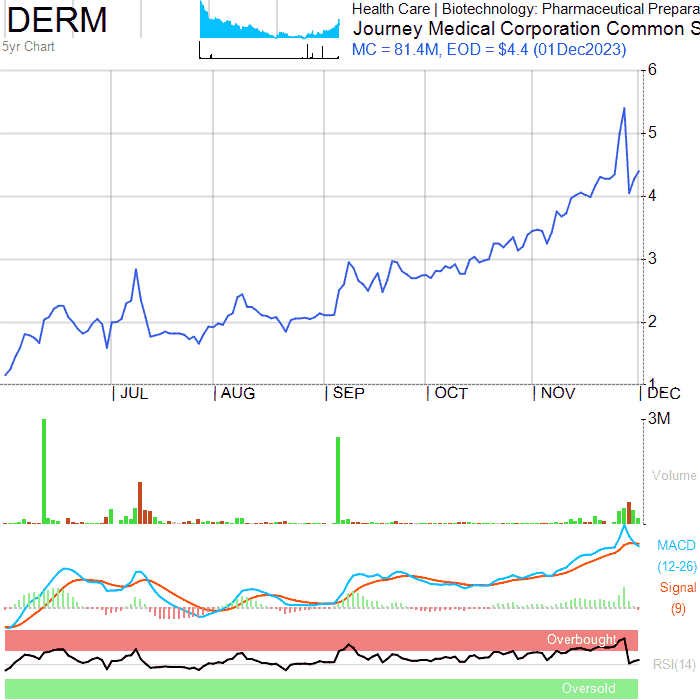 DERM
5yr Chart
Health Care | Biotechnology: Pharmaceutical Prepara
Journey Medical Corporation Common S
MC = 81.4M, EOD = $4.4 (01Dec2023)
6
5
4
3
2
1
JUL AUG SEP OCT NOV DEC
3M
Volume
MACD
(12-26)
Signal
(9)
Overbought
RSI(14)
Oversold